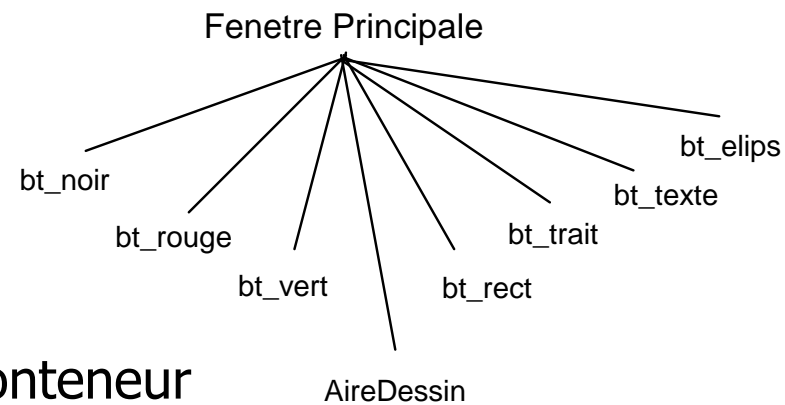 Fenetre Principale
bt_elips
bt_noir
bt_texte
bt_rouge
bt_trait
bt_vert
bt_rect
onteneur
AireDessin